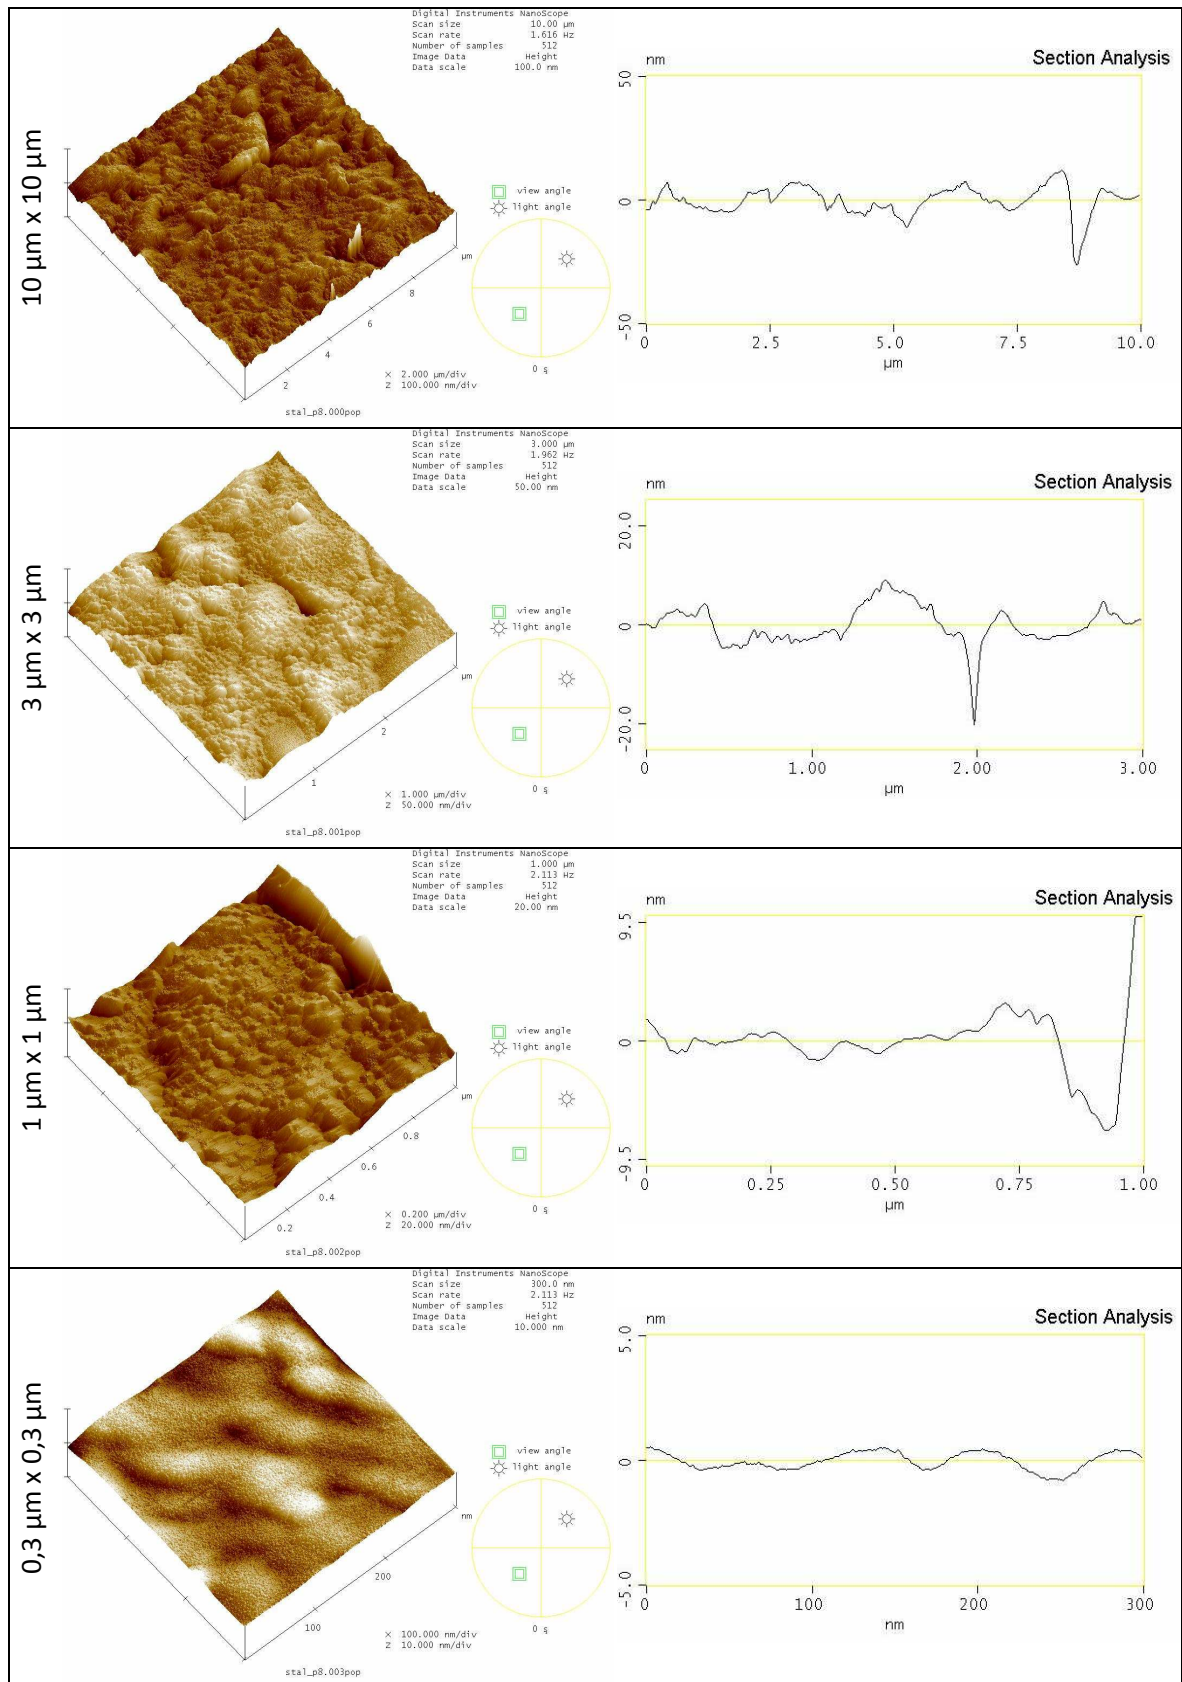 10 µm x 10 µm
Digital Instruments NanoScope
Scan size 10.00 µm
Scan rate 1.616 Hz
Number of samples 512
Image Data Height
Data scale 100.0 nm
view angle
light angle
0 §
µm
8
6
4
2
X 2.000 µm/div
Z 100.000 nm/div
stal_p8.000pop
Section Analysis
nm
50
0
-50
0 2.5 5.0 7.5 10.0
µm
3 µm x 3 µm
Digital Instruments NanoScope
Scan size 3.000 µm
Scan rate 1.962 Hz
Number of samples 512
Image Data Height
Data scale 50.00 nm
view angle
light angle
0 §
µm
2
1
X 1.000 µm/div
Z 50.000 nm/div
stal_p8.001pop
Section Analysis
nm
20.0
0
-20.0
0 1.00 2.00 3.00
µm
1 µm x 1 µm
Digital Instruments NanoScope
Scan size 1.000 µm
Scan rate 2.113 Hz
Number of samples 512
Image Data Height
Data scale 20.00 nm
view angle
light angle
0 §
µm
0.8
0.6
0.4
0.2
X 0.200 µm/div
Z 20.000 nm/div
stal_p8.002pop
Section Analysis
nm
9.5
0
-9.5
0 0.25 0.50 0.75 1.00
µm
0,3 µm x 0,3 µm
Digital Instruments NanoScope
Scan size 300.0 nm
Scan rate 2.113 Hz
Number of samples 512
Image Data Height
Data scale 10.000 nm
view angle
light angle
0 §
nm
200
100
X 100.000 nm/div
Z 10.000 nm/div
stal_p8.003pop
Section Analysis
nm
5.0
0
-5.0
0 100 200 300
nm